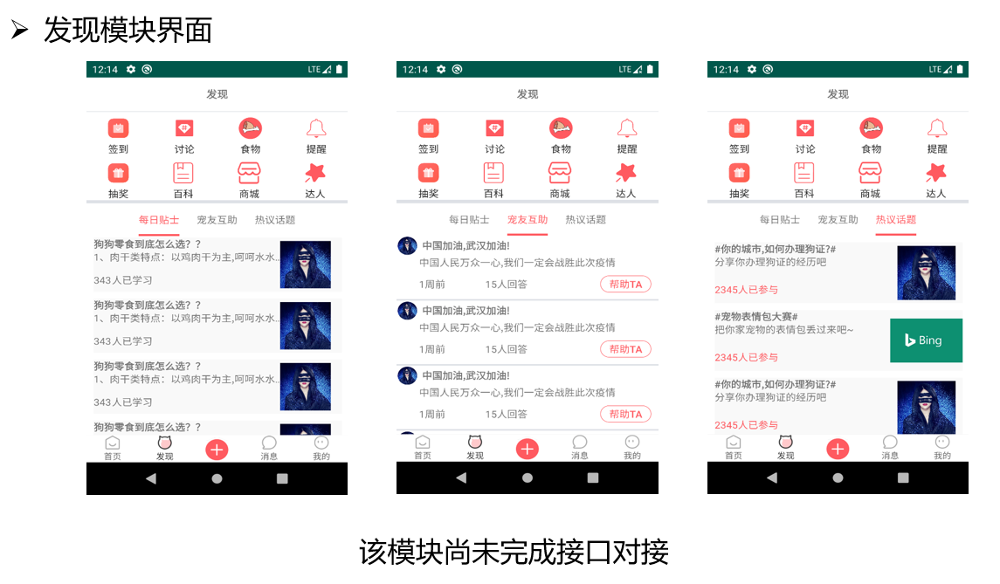 ➢ 发现模块界面
12:14 LTE
发现
签到 讨论 食物 提醒
抽奖 百科 商城 达人
每日贴士 宠友互助 热议话题
狗狗零食到底怎么选？？
1、肉干类特点：以鸡肉干为主,呵呵水水..
343人已学习
狗狗零食到底怎么选？？
1、肉干类特点：以鸡肉干为主,呵呵水水..
343人已学习
狗狗零食到底怎么选？？
1、肉干类特点：以鸡肉干为主,呵呵水水..
343人已学习
狗狗零食到底怎么选？？
首页 发现 消息 我的
12:14 LTE
发现
签到 讨论 食物 提醒
抽奖 百科 商城 达人
每日贴士 宠友互助 热议话题
中国加油,武汉加油!
中国人民万众一心,我们一定会战胜此次疫情
1周前 15人回答 帮助TA
中国加油,武汉加油!
中国人民万众一心,我们一定会战胜此次疫情
1周前 15人回答 帮助TA
中国加油,武汉加油!
中国人民万众一心,我们一定会战胜此次疫情
1周前 15人回答 帮助TA
首页 发现 消息 我的
12:14 LTE
发现
签到 讨论 食物 提醒
抽奖 百科 商城 达人
每日贴士 宠友互助 热议话题
#你的城市,如何办理狗证?#
分享你办理狗证的经历吧
2345人已参与
#宠物表情包大赛#
把你家宠物的表情包丢过来吧~
Bing
2345人已参与
#你的城市,如何办理狗证?#
分享你办理狗证的经历吧
2345人已参与
首页 发现 消息 我的
该模块尚未完成接口对接